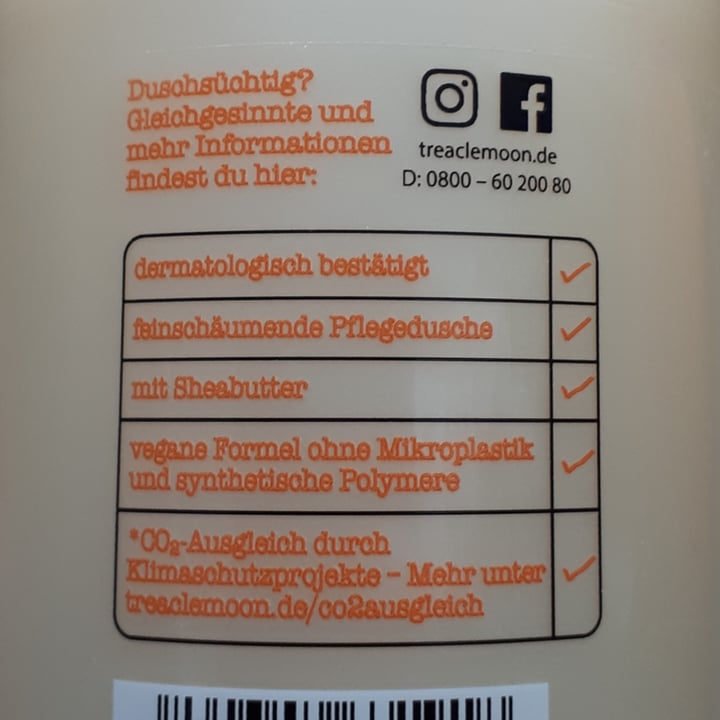 Duschsüchtig?
Gleichgesinnte und
mehr Informationen
findest du hier:
treaclemoon.de
D: 0800 – 60 200 80
dermatologisch bestätigt
feinschäumende Pflegedusche
mit Sheabutter
vegane Formel ohne Mikroplastik
und synthetische Polymere
*CO₂-Ausgleich durch
Klimaschutzprojekte – Mehr unter
treaclemoon.de/co2ausgleich